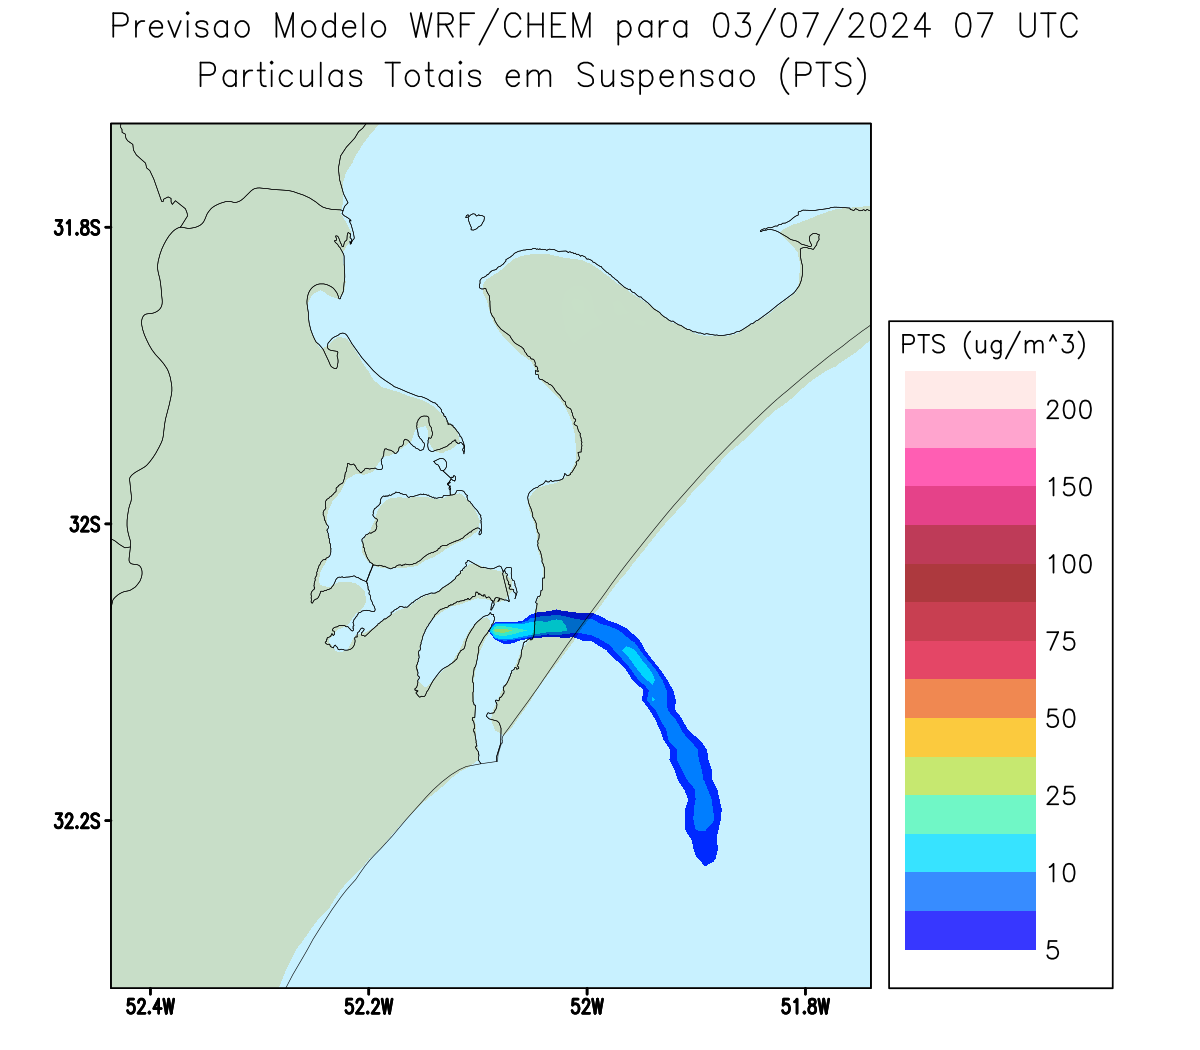 Previsao Modelo WRF/CHEM para 03/07/2024 07 UTC
Particulas Totais em Suspensao (PTS)
31.8S
32S
32.2S
52.4W
52.2W
52W
51.8W
PTS (ug/m^3)
200
150
100
75
50
25
10
5